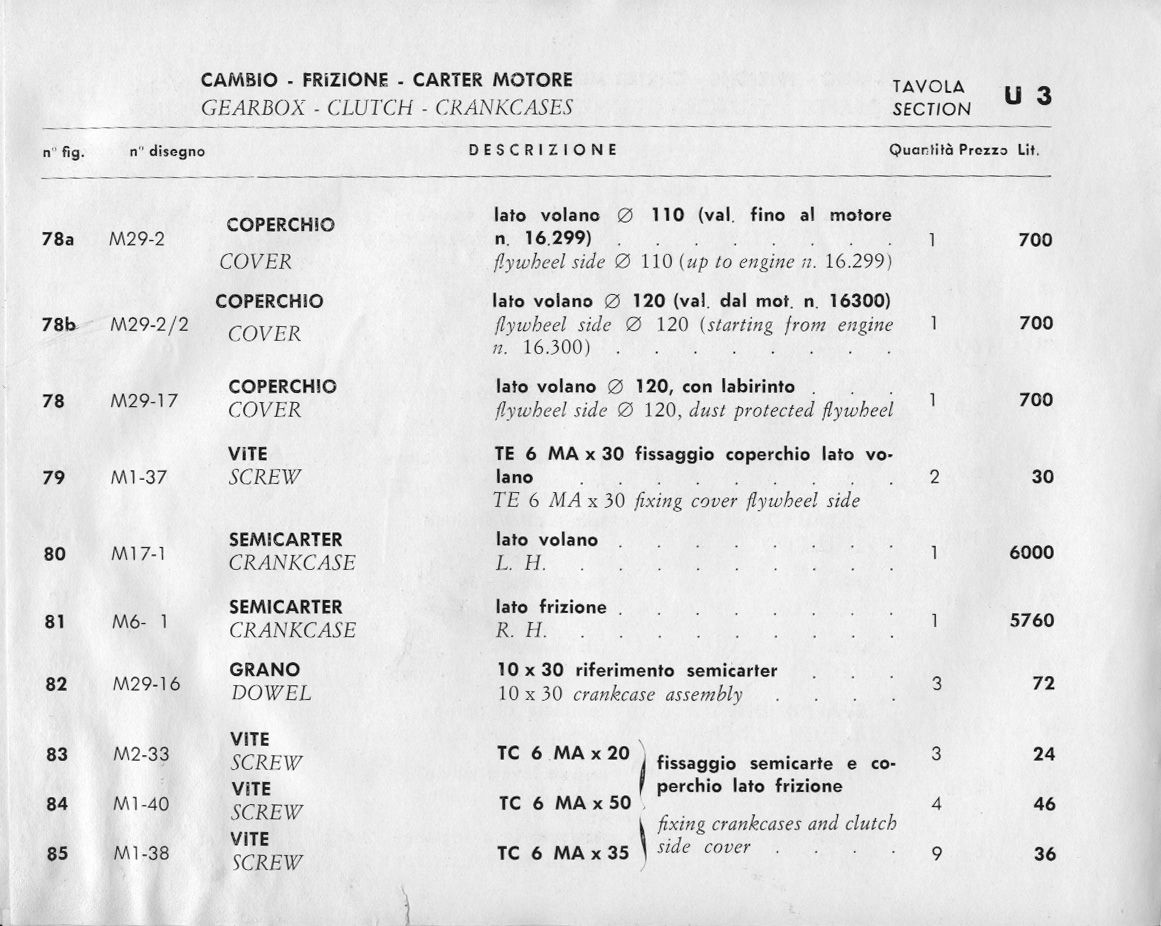 CAMBIO - FRIZIONE - CARTER MOTORE
GEARBOX - CLUTCH - CRANKCASES
TAVOLA
SECTION
U 3
n° fig. n° disegno DESCRIZIONE Quantità Prezzo Lit.
78a M29-2 COPERCHIO lato volano ∅ 110 (val. fino al motore
n. 16.299) . . . . . . . . 1 700
COVER flywheel side ∅ 110 (up to engine n. 16.299)
COPERCHIO lato volano ∅ 120 (val. dal mot. n. 16300)
78b M29-2/2 COVER flywheel side ∅ 120 (starting from engine 1 700
n. 16.300) . . . . . . . .
COPERCHIO lato volano ∅ 120, con labirinto . . .
78 M29-17 COVER flywheel side ∅ 120, dust protected flywheel 1 700
VITE TE 6 MA x 30 fissaggio coperchio lato vo-
79 M1-37 SCREW lano . . . . . . . . . 2 30
TE 6 MA x 30 fixing cover flywheel side
SEMICARTER lato volano . . . . . . . .
80 M17-1 CRANKCASE L. H. . . . . . . . . . 1 6000
SEMICARTER lato frizione . . . . . . . .
81 M6- 1 CRANKCASE R. H. . . . . . . . . . 1 5760
GRANO 10 x 30 riferimento semicarter . . .
82 M29-16 DOWEL 10 x 30 crankcase assembly . . . . 3 72
VITE
83 M2-33 SCREW TC 6 MA x 20 3 24
VITE
84 M1-40 SCREW TC 6 MA x 50 4 46
VITE
85 M1-38 SCREW TC 6 MA x 35 9 36
fissaggio semicarte e co-
perchio lato frizione
fixing crankcases and clutch
side cover . . . .